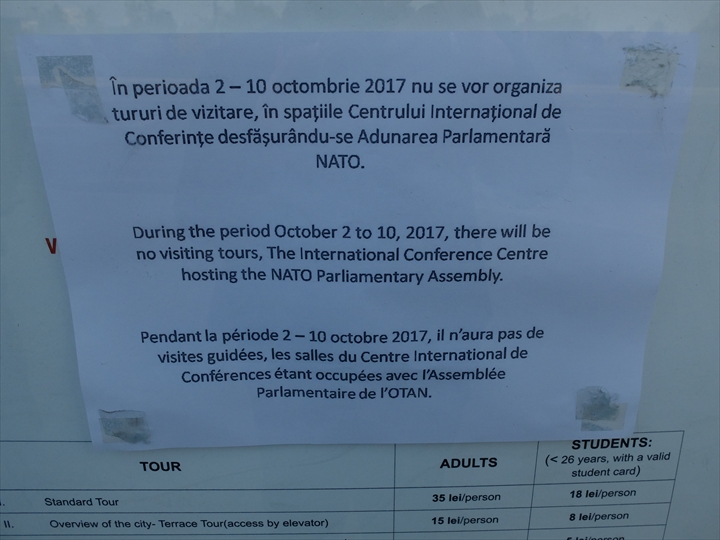 În perioada 2 – 10 octombrie 2017 nu se vor organiza
tururi de vizitare, în spațiile Centrului Internațional de
Conferințe desfășurându-se Adunarea Parlamentară
NATO.
During the period October 2 to 10, 2017, there will be
no visiting tours, The International Conference Centre
hosting the NATO Parliamentary Assembly.
Pendant la période 2 – 10 octobre 2017, il n'aura pas de
visites guidées, les salles du Centre International de
Conférences étant occupées avec l'Assemblée
Parlamentaire de l'OTAN.
V
TOUR ADULTS STUDENTS:
(< 26 years, with a valid
student card)
I. Standard Tour 35 lei/person 18 lei/person
II. Overview of the city- Terrace Tour(access by elevator) 15 lei/person 8 lei/person